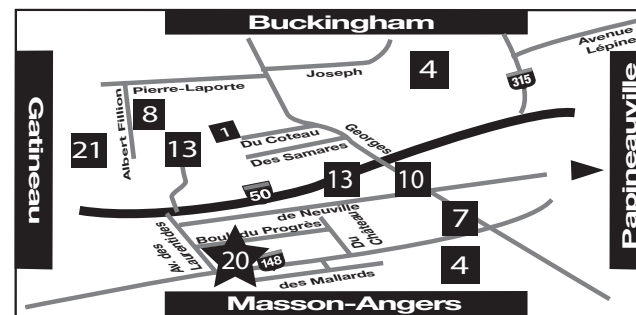 Buckingham
Avenue
Lépine
Joseph
4
315
Pierre-Laporte
8
Albert Fillion
Gatineau
Papineauville
21
13
1
Du Coteau
Des Samares
Georges
50
13
10
de Neuville
Boul. du Progrès
Du
Chateau
7
Av. des
Laurentides
20
148
4
des Mallards
Masson-Angers